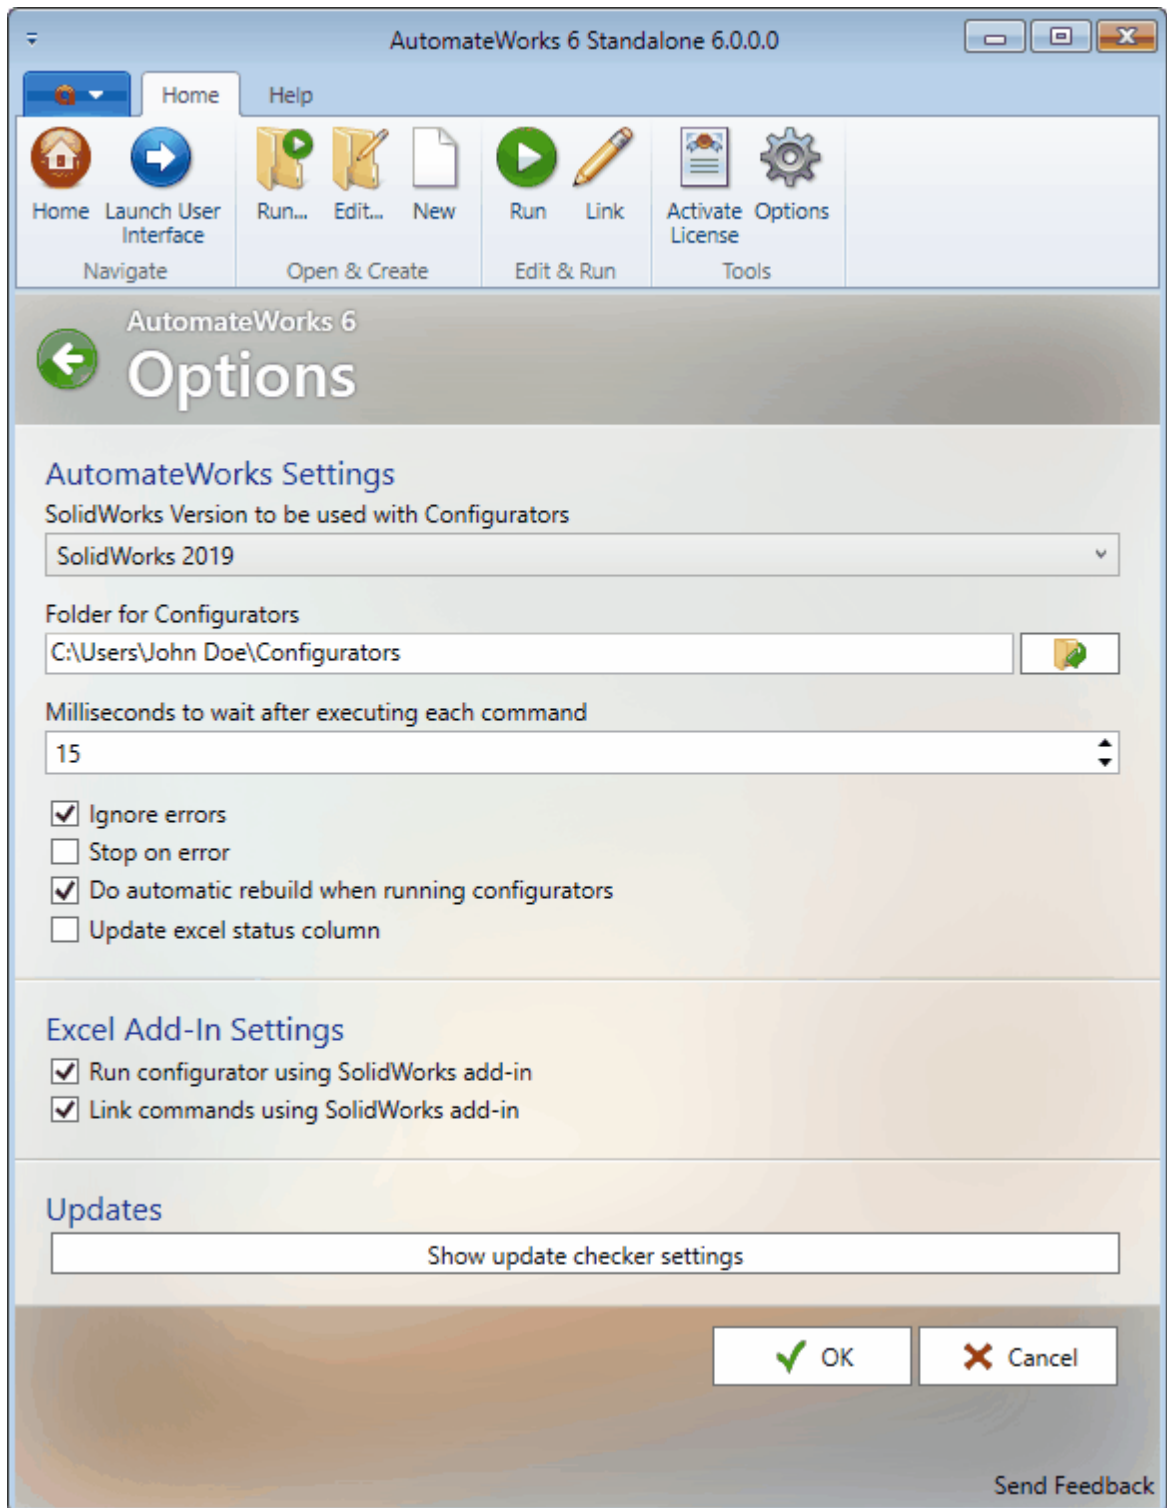 AutomateWorks 6 Standalone 6.0.0.0
Home Help
Home Launch User Interface Run... Edit... New Run Link Activate License Options
Navigate Open & Create Edit & Run Tools
AutomateWorks 6
Options
AutomateWorks Settings
SolidWorks Version to be used with Configurators
SolidWorks 2019
Folder for Configurators
C:\Users\John Doe\Configurators
Milliseconds to wait after executing each command
15
Ignore errors
Stop on error
Do automatic rebuild when running configurators
Update excel status column
Excel Add-In Settings
Run configurator using SolidWorks add-in
Link commands using SolidWorks add-in
Updates
Show update checker settings
OK Cancel
Send Feedback